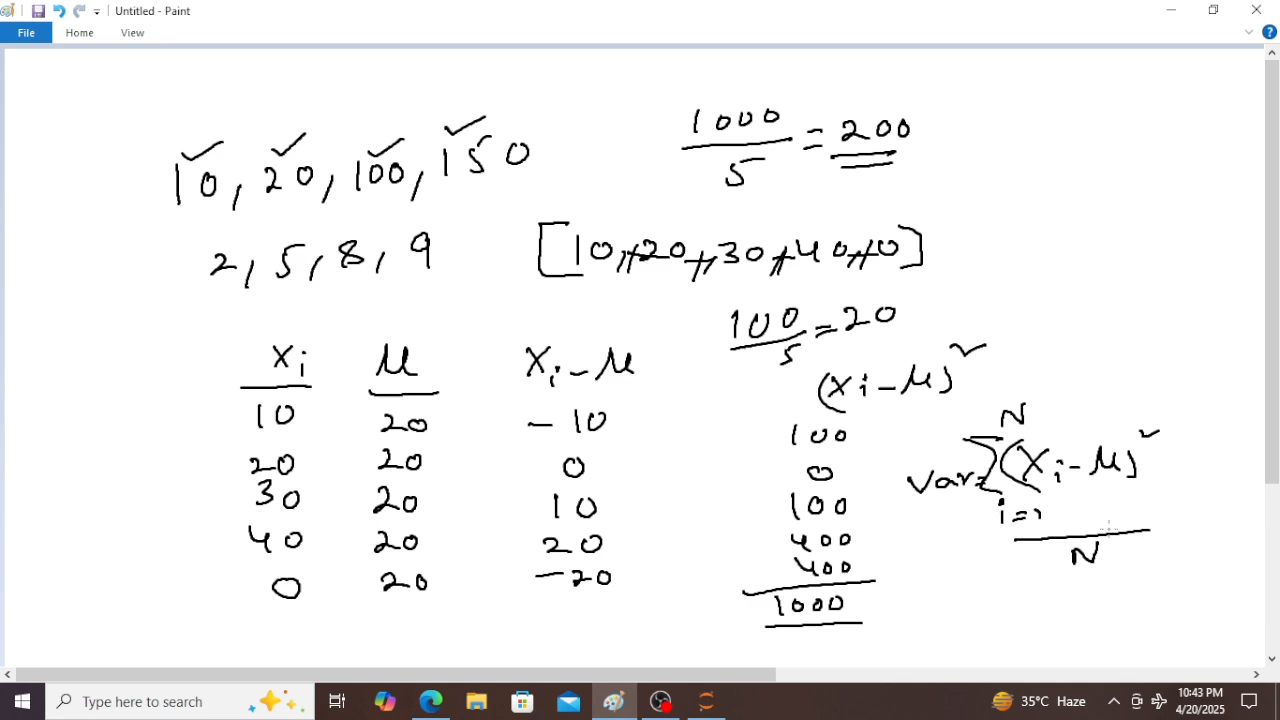 Untitled - Paint
File Home View
10, 20, 100, 150
1000
5
= 200
2, 5, 8, 9
[10,+20+,30+40,+0]
100
5
= 20
xi μ xi - μ (xi - μ)²
10 20 - 10 100
20 20 0 0
30 20 10 100
40 20 20 400
0 20 - 20 400
1000
N
Var = Σ (xi - μ)²
i = 1
N
Type here to search
35°C Haze
10:43 PM
4/20/2025